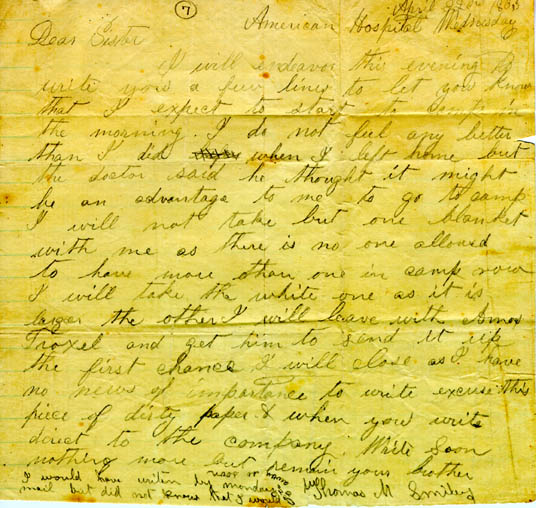 7
April 22nd 1863
American Hospital Wednesday
Dear Sister
I will endeavor this evening to
write you a few lines to let you know
that I expect to start to camp in
the morning. I do not feel any better
than I did when I left home but
the doctor said he thought it might
be an advantage to me to go to camp
I will not take but one blanket
with me as there is no one allowed
to have more than one in camp now
I will take the white one as it is
larger the other I will leave with Amos
Troxel and get him to send it up
the first chance I will close as I have
no news of importance to write excuse this
piece of dirty paper & when you write
direct to the company. Write Soon
nothing more but remain your brother
Thomas M Smiley
I would have writen by mondays
mail but did not know that I would